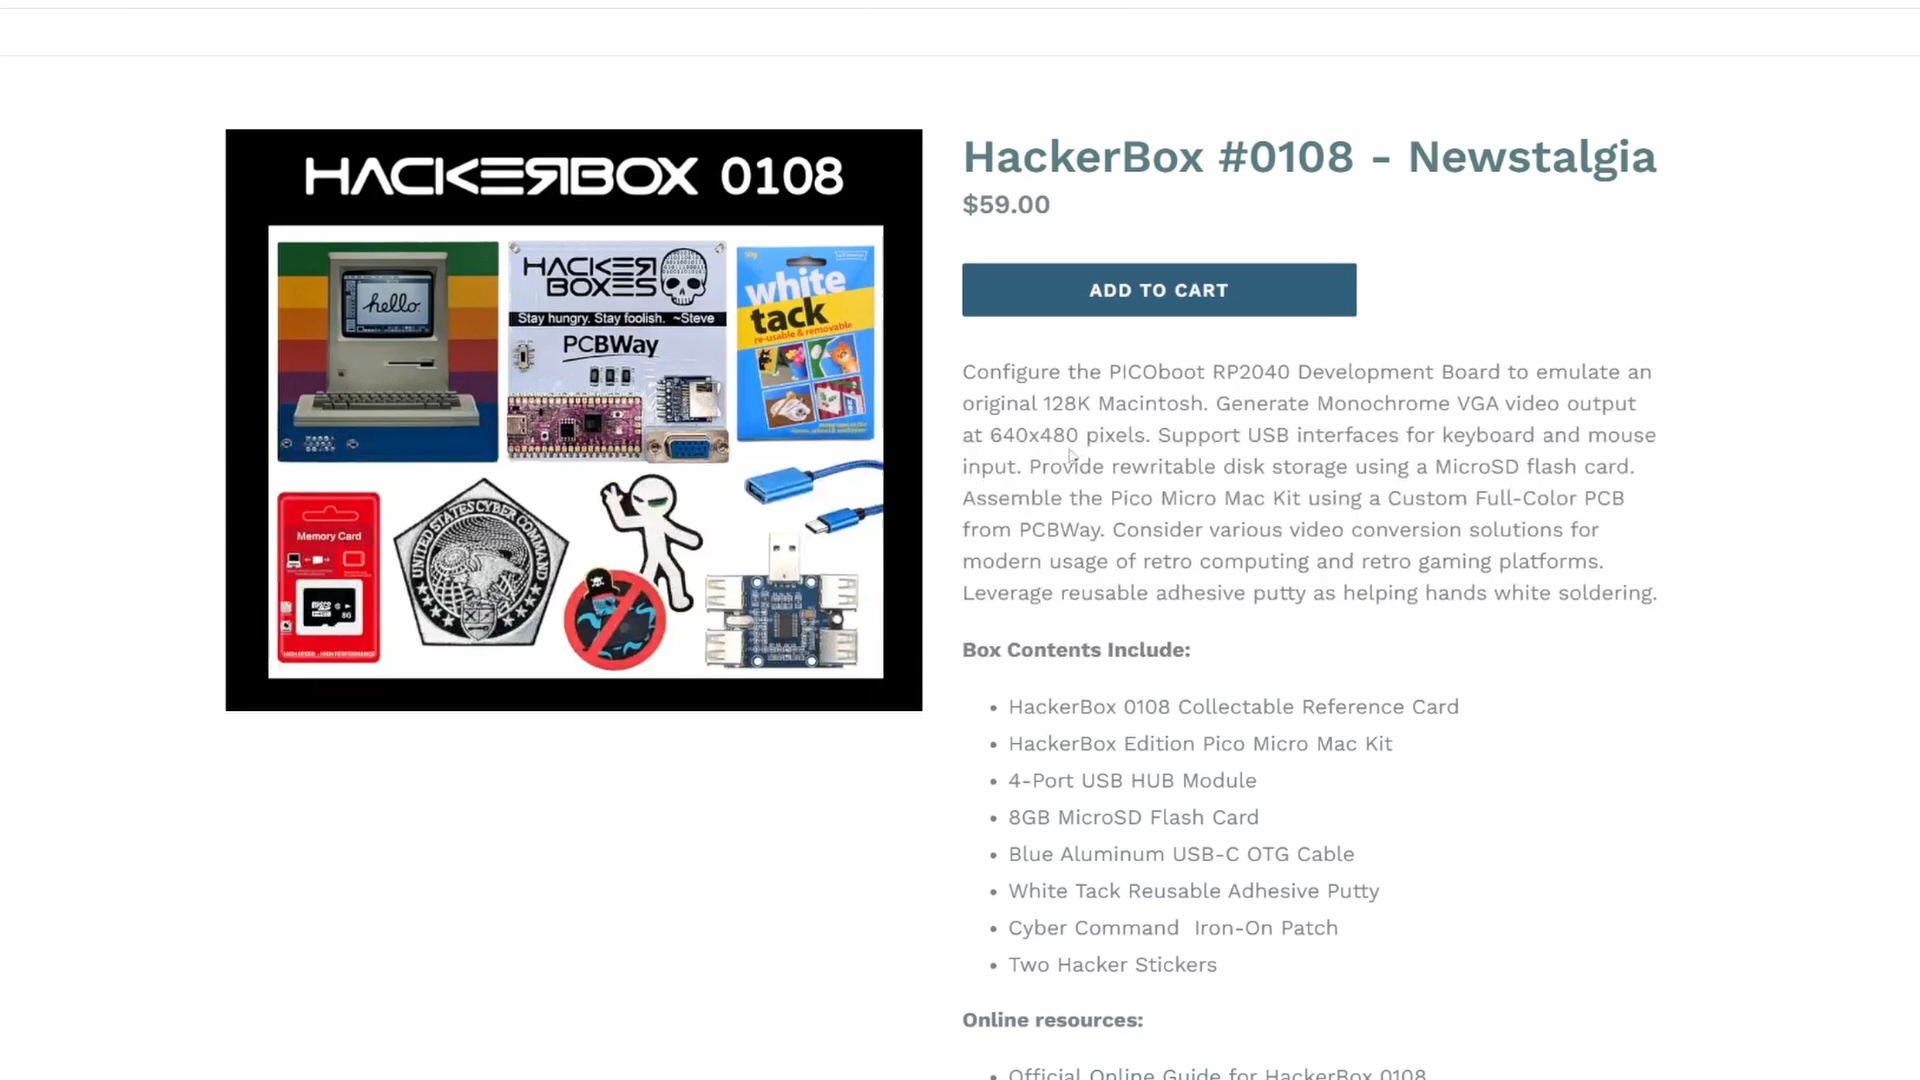 HACKERBOX 0108
hello.
HACKER
BOXES
Stay hungry. Stay foolish. ~Steve
PCBWay
white
tack
re-usable & removable
Memory Card
HIGH SPEED - HIGH PERFORMANCE
UNITED STATES CYBER COMMAND
HackerBox #0108 - Newstalgia
$59.00
ADD TO CART
Configure the PICOboot RP2040 Development Board to emulate an
original 128K Macintosh. Generate Monochrome VGA video output
at 640x480 pixels. Support USB interfaces for keyboard and mouse
input. Provide rewritable disk storage using a MicroSD flash card.
Assemble the Pico Micro Mac Kit using a Custom Full-Color PCB
from PCBWay. Consider various video conversion solutions for
modern usage of retro computing and retro gaming platforms.
Leverage reusable adhesive putty as helping hands white soldering.
Box Contents Include:
• HackerBox 0108 Collectable Reference Card
• HackerBox Edition Pico Micro Mac Kit
• 4-Port USB HUB Module
• 8GB MicroSD Flash Card
• Blue Aluminum USB-C OTG Cable
• White Tack Reusable Adhesive Putty
• Cyber Command Iron-On Patch
• Two Hacker Stickers
Online resources:
• Official Online Guide for HackerBox 0108